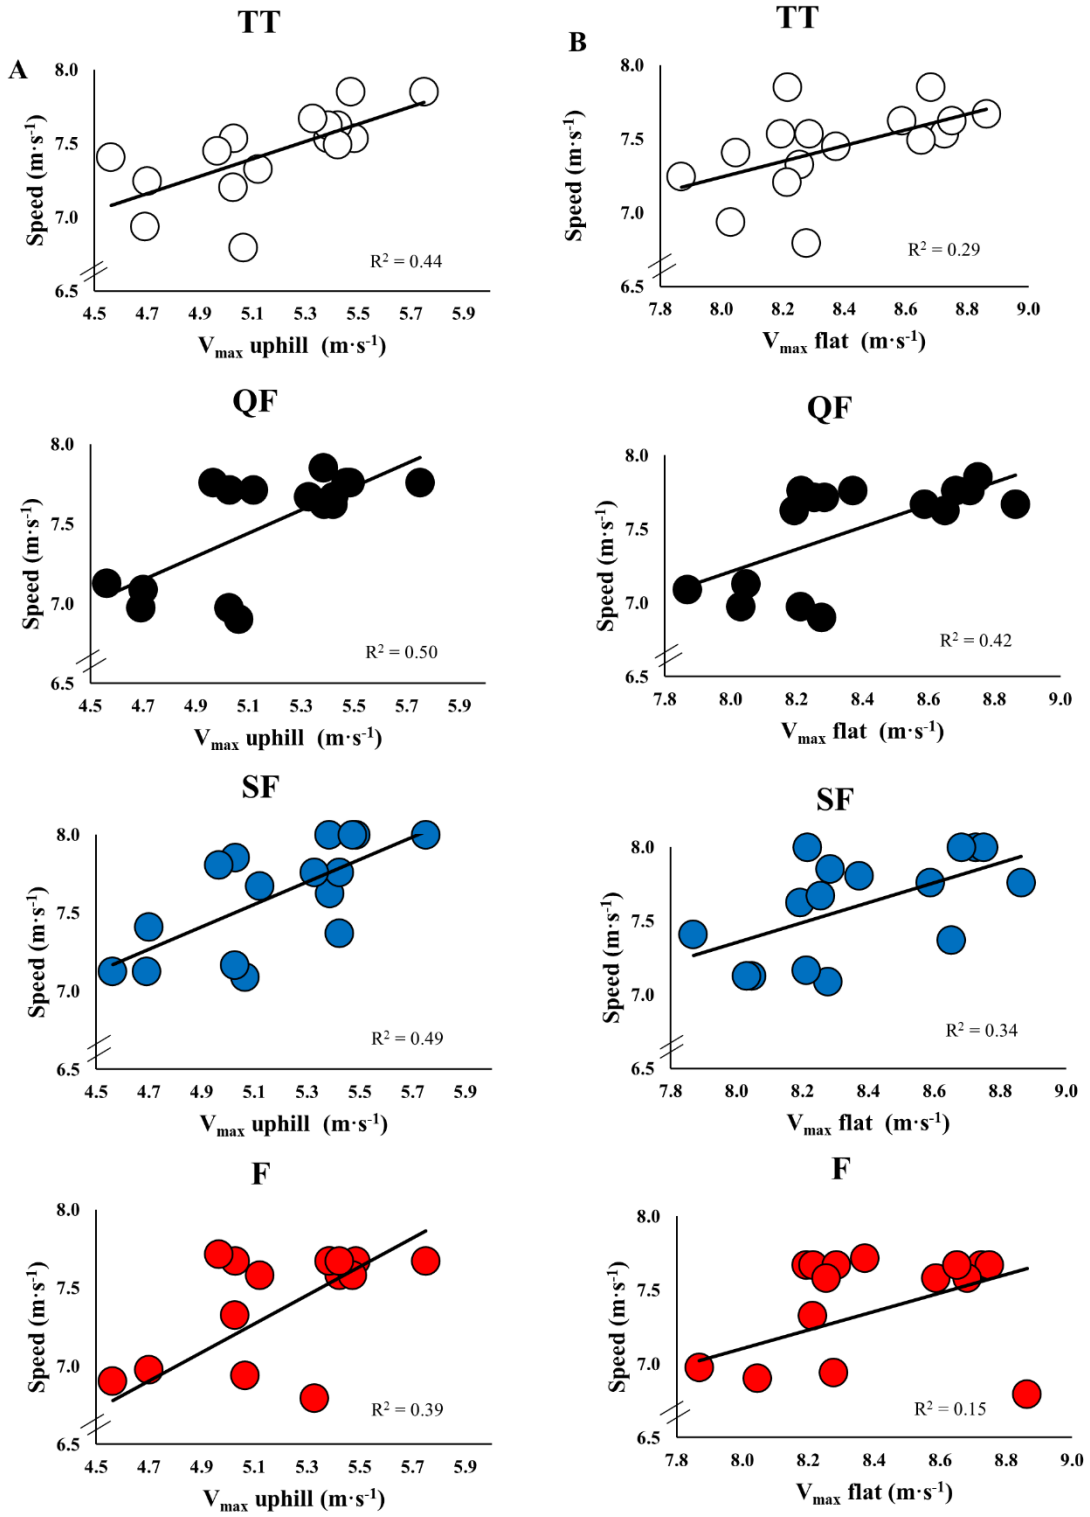 TT
A
8.0
7.5
7.0
6.5
Speed (m·s⁻¹)
R² = 0.44
4.5 4.7 4.9 5.1 5.3 5.5 5.7 5.9
Vmax uphill (m·s⁻¹)
TT
B
8.0
7.5
7.0
6.5
Speed (m·s⁻¹)
R² = 0.29
7.8 8.0 8.2 8.4 8.6 8.8 9.0
Vmax flat (m·s⁻¹)
QF
8.0
7.5
7.0
6.5
Speed (m·s⁻¹)
R² = 0.50
4.5 4.7 4.9 5.1 5.3 5.5 5.7 5.9
Vmax uphill (m·s⁻¹)
QF
8.0
7.5
7.0
6.5
Speed (m·s⁻¹)
R² = 0.42
7.8 8.0 8.2 8.4 8.6 8.8 9.0
Vmax flat (m·s⁻¹)
SF
8.0
7.5
7.0
6.5
Speed (m·s⁻¹)
R² = 0.49
4.5 4.7 4.9 5.1 5.3 5.5 5.7 5.9
Vmax uphill (m·s⁻¹)
SF
8.0
7.5
7.0
6.5
Speed (m·s⁻¹)
R² = 0.34
7.8 8.0 8.2 8.4 8.6 8.8 9.0
Vmax flat (m·s⁻¹)
F
8.0
7.5
7.0
6.5
Speed (m·s⁻¹)
R² = 0.39
4.5 4.7 4.9 5.1 5.3 5.5 5.7 5.9
Vmax uphill (m·s⁻¹)
F
8.0
7.5
7.0
6.5
Speed (m·s⁻¹)
R² = 0.15
7.8 8.0 8.2 8.4 8.6 8.8 9.0
Vmax flat (m·s⁻¹)